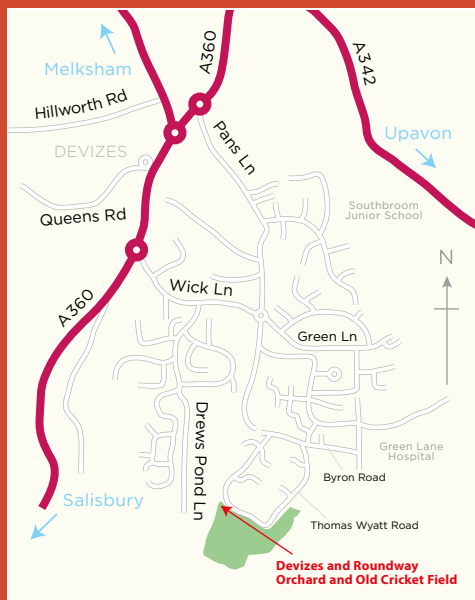 A360
A342
Melksham
Hillworth Rd
Upavon
DEVIZES
Pans Ln
Southbroom
Junior School
Queens Rd
N
Wick Ln
A360
Green Ln
Drews Pond Ln
Green Lane
Hospital
Byron Road
Salisbury
Thomas Wyatt Road
Devizes and Roundway
Orchard and Old Cricket Field